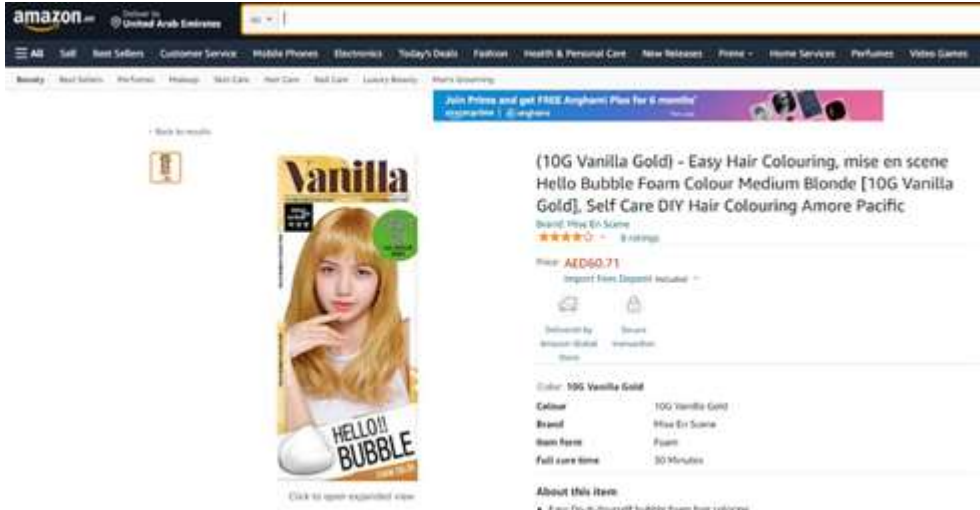 amazon.ae
Deliver to
United Arab Emirates
All
All Sell Best Sellers Customer Service Mobile Phones Electronics Today's Deals Fashion Health & Personal Care New Releases Prime Home Services Perfumes Video Games
Beauty Best Sellers Perfumes Makeup Skin Care Hair Care Nail Care Luxury Beauty Men's Grooming
Join Prime and get FREE Anghami Plus for 6 months*
amazonprime | anghami
‹ Back to results
(10G Vanilla Gold) - Easy Hair Colouring, mise en scene
Hello Bubble Foam Colour Medium Blonde [10G Vanilla
Gold], Self Care DIY Hair Colouring Amore Pacific
Brand: Mise En Scene
8 ratings
Price: AED60.71
Import Fees Deposit Included
Delivered by
Amazon Global
Store
Secure
transaction
Vanilla
HELLO!!
BUBBLE
Click to open expanded view
Color: 10G Vanilla Gold
Colour 10G Vanilla Gold
Brand Mise En Scene
Item form Foam
Full cure time 30 Minutes
About this item